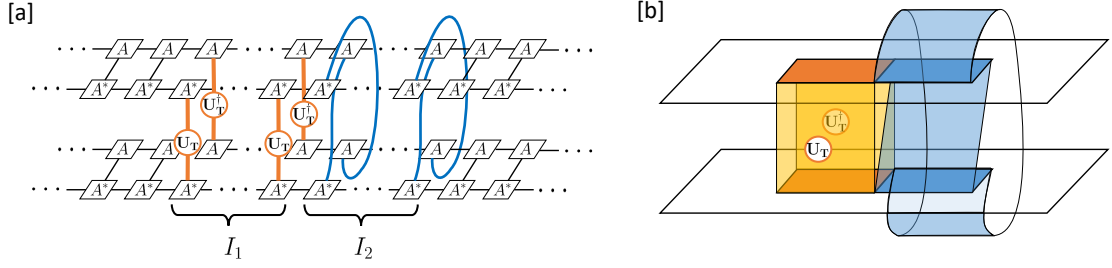 [a]
[b]
··· A A A ··· A A ··· A A A ···
··· A* A* A* ··· A* A* ··· A* A* A* ···
U_T^† U_T^†
U_T U_T
··· A A A ··· A A ··· A A A ···
··· A* A* A* ··· A* A* ··· A* A* A* ···
I_1 I_2
U_T^†
U_T